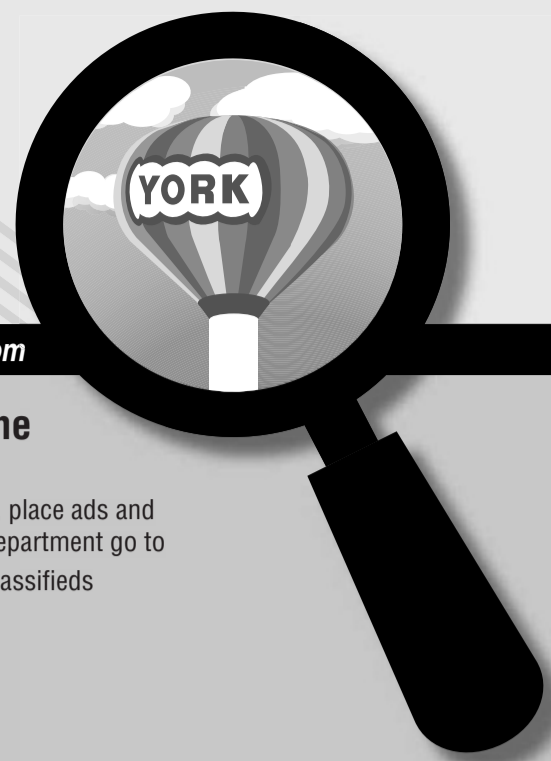 YORK
om
ne
place ads and
epartment go to
assifieds